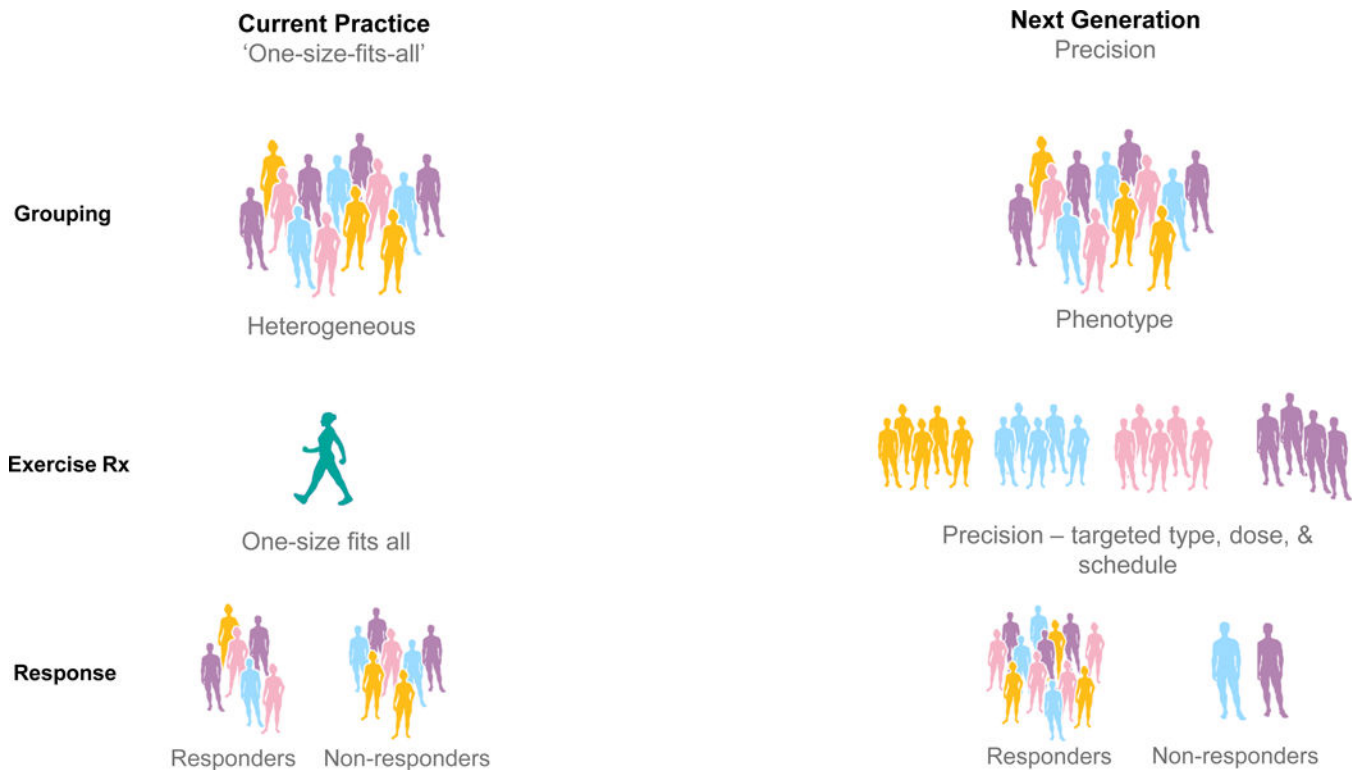 Current Practice
‘One-size-fits-all’
Next Generation
Precision
Grouping
Heterogeneous
Phenotype
Exercise Rx
One-size fits all
Precision – targeted type, dose, &
schedule
Response
Responders
Non-responders
Responders
Non-responders